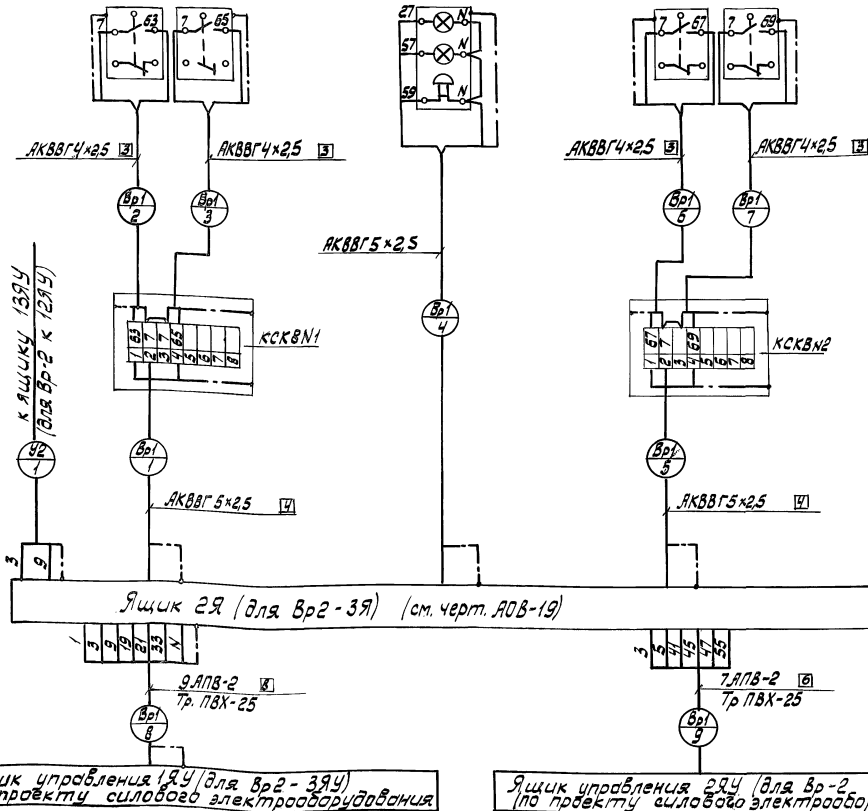 7 63 7 65
27 N
57 N
59 N
7 67 7 69
АКВВГ4×2,5 3
АКВВГ4×2,5 3
АКВВГ4×2,5 3
АКВВГ4×2,5 3
Вр1
2
Вр1
3
Вр1
6
Вр1
7
АКВВГ5×2,5
Вр1
4
к ящику 13ЯУ
(для Вр-2 к 12ЯУ)
63 7 7 65
1 2 3 4 5 6 7 8
КСКВN1
67 7 69
1 2 3 4 5 6 7 8
КСКВN2
У2
1
Вр1
1
Вр1
5
АКВВГ5×2,5 4
АКВВГ5×2,5 4
3 9
Ящик 2Я (для Вр2-3Я) (см. черт. АОВ-19)
1 3 9 19 21 33 N
3 5 41 45 47 55
9АПВ-2
Тр. ПВХ-25
7АПВ-2 6
Тр. ПВХ-25
Вр1
8
Вр1
9
ик управления 1ЯУ (для Вр2-3ЯУ)
проекту силового электрооборудования
Ящик управления 2ЯУ (для Вр-2
(по проекту силового электрообор